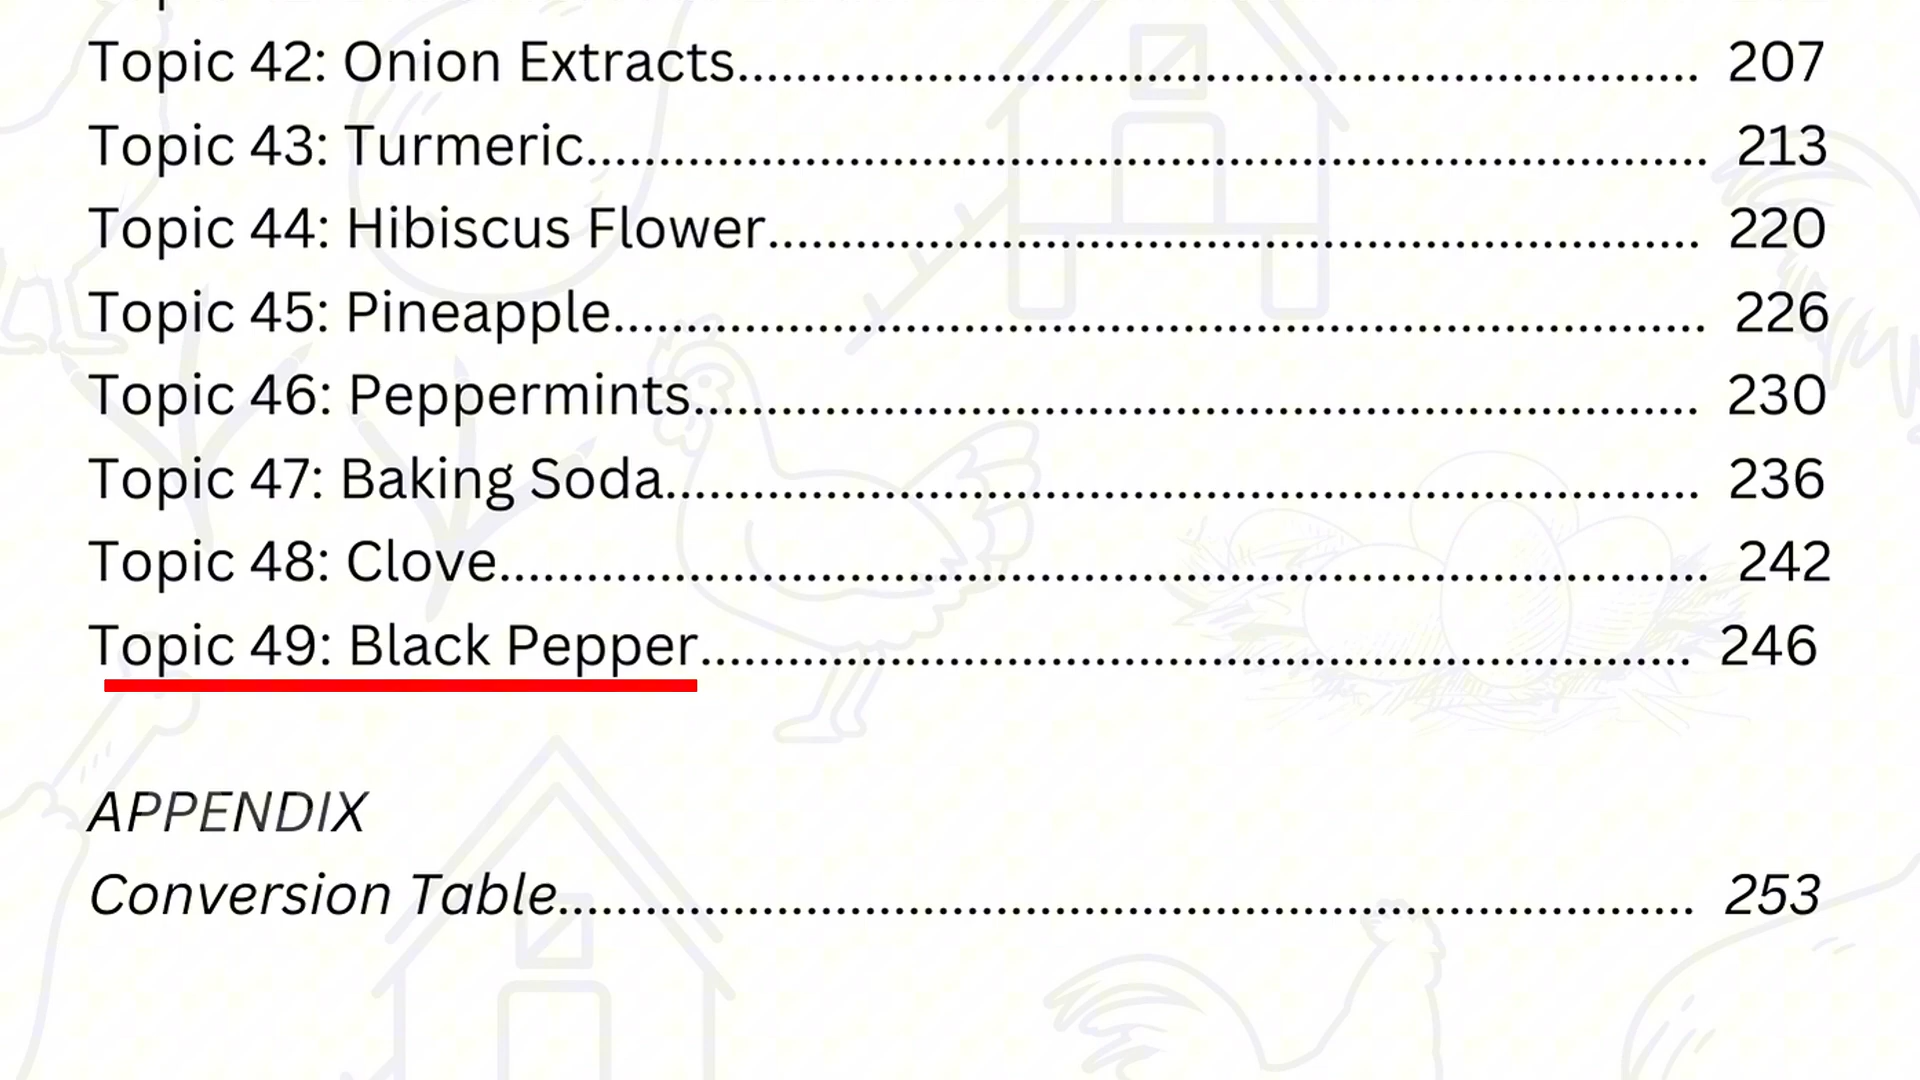 Topic 42: Onion Extracts.................................................................. 207
Topic 43: Turmeric............................................................................. 213
Topic 44: Hibiscus Flower................................................................ 220
Topic 45: Pineapple........................................................................... 226
Topic 46: Peppermints..................................................................... 230
Topic 47: Baking Soda....................................................................... 236
Topic 48: Clove................................................................................... 242
Topic 49: Black Pepper.................................................................... 246
APPENDIX
Conversion Table.............................................................................. 253